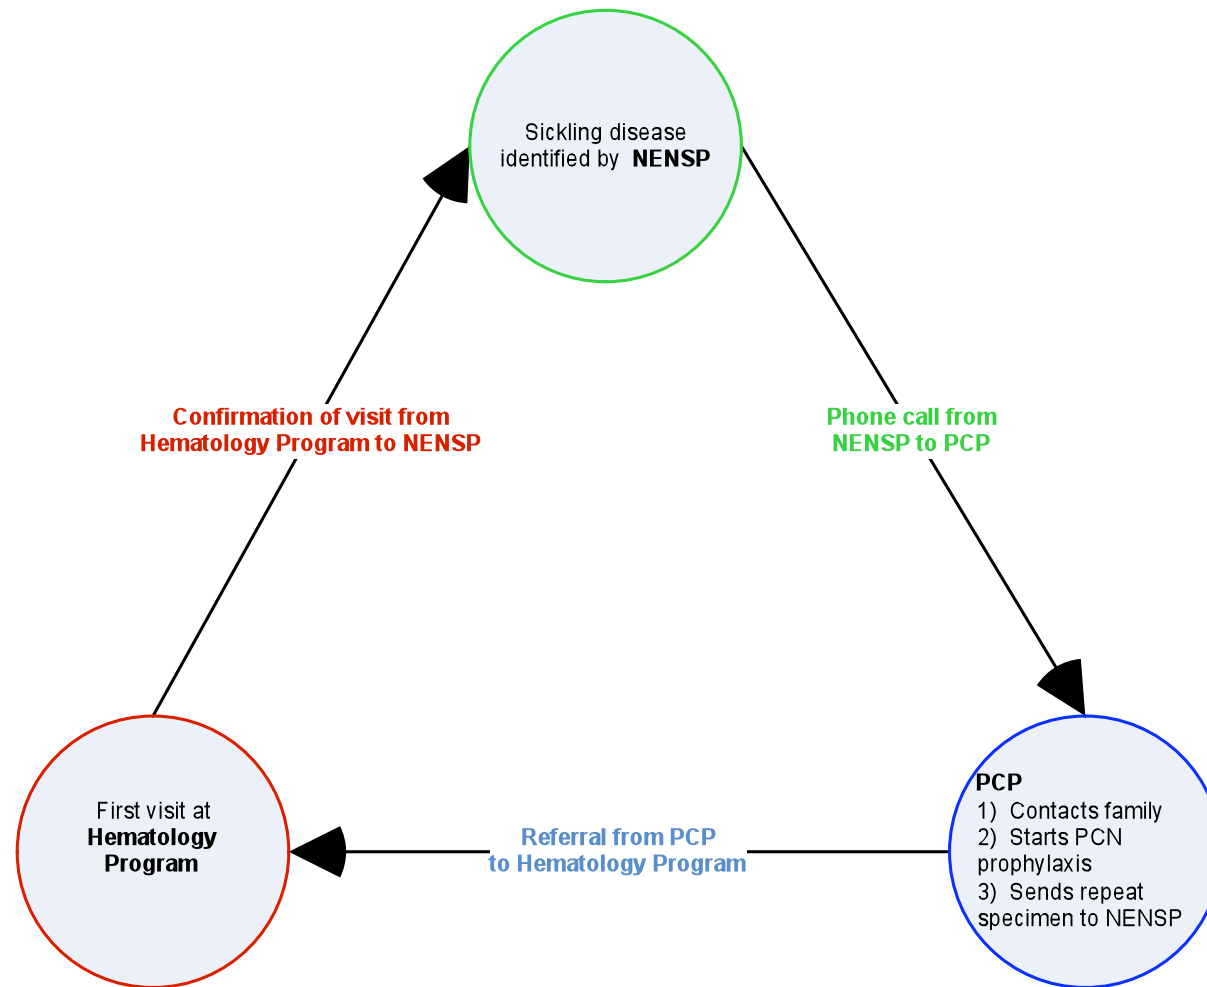 Sickling disease
identified by NENSP
Confirmation of visit from
Hematology Program to NENSP
Phone call from
NENSP to PCP
First visit at
Hematology
Program
Referral from PCP
to Hematology Program
PCP
1) Contacts family
2) Starts PCN
prophylaxis
3) Sends repeat
specimen to NENSP